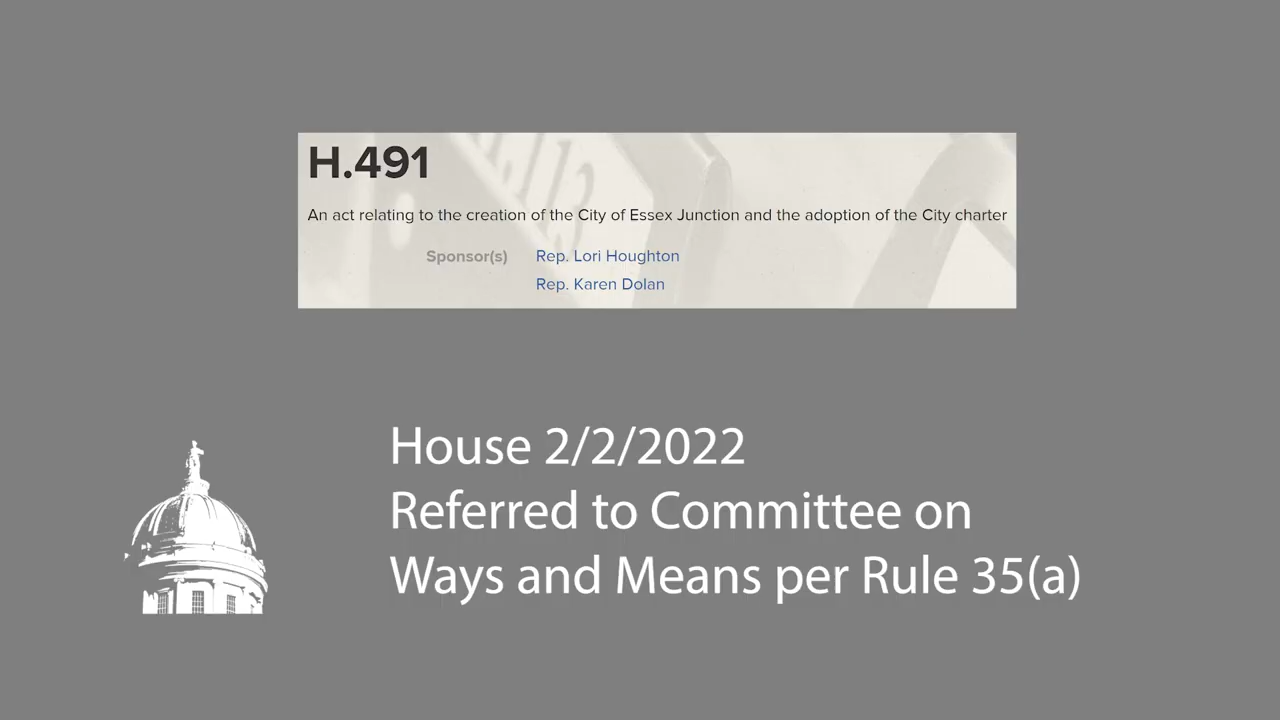 H.491
An act relating to the creation of the City of Essex Junction and the adoption of the City charter
Sponsor(s) Rep. Lori Houghton
Rep. Karen Dolan
House 2/2/2022
Referred to Committee on
Ways and Means per Rule 35(a)